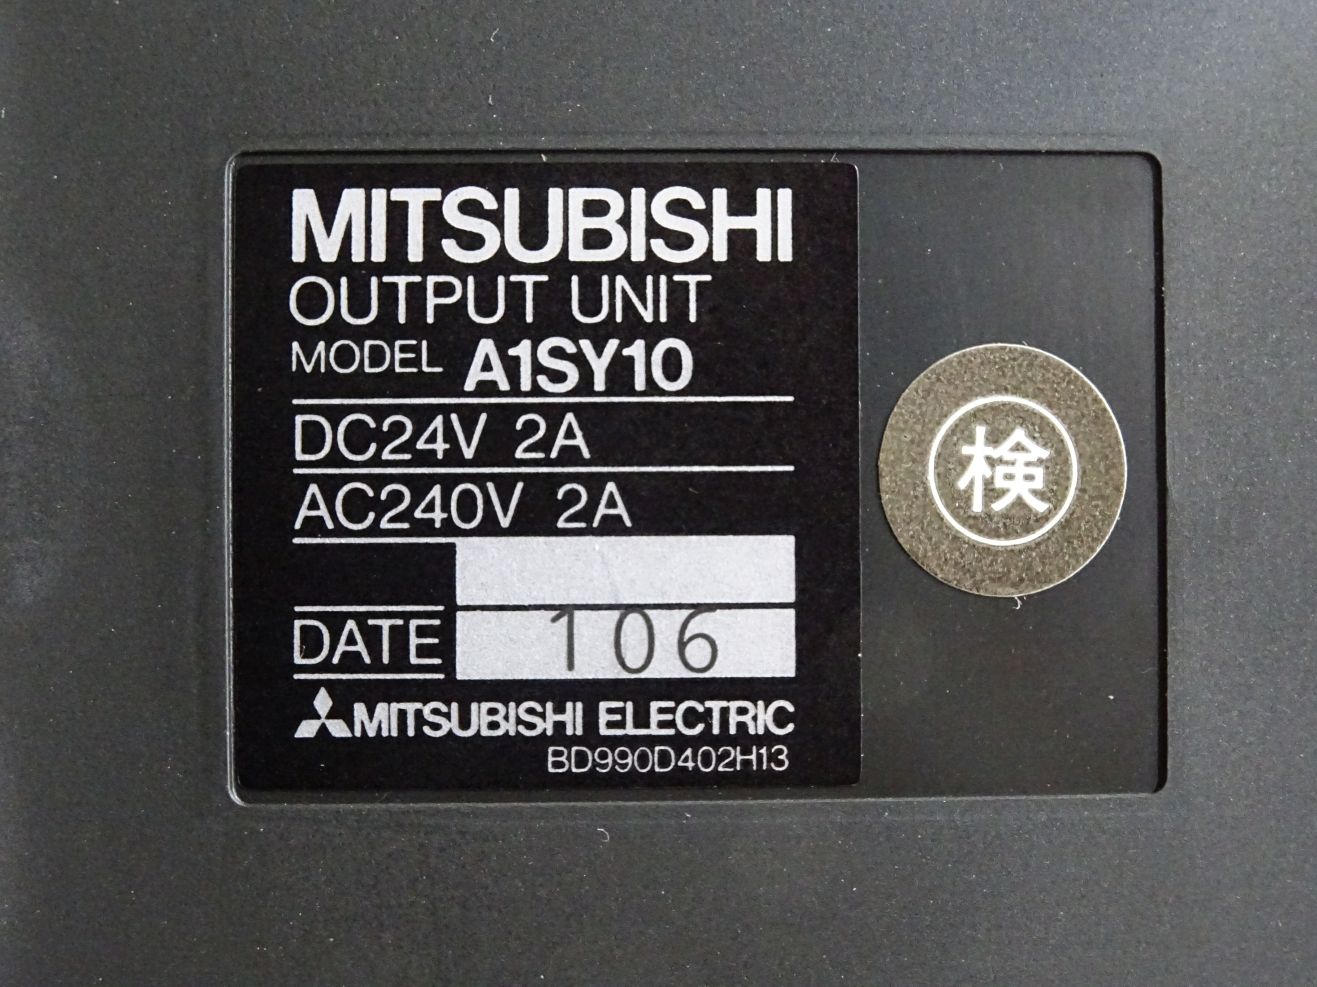 MITSUBISHI
OUTPUT UNIT
MODEL A1SY10
DC24V 2A
AC240V 2A
DATE 106
MITSUBISHI ELECTRIC
BD990D402H13
検